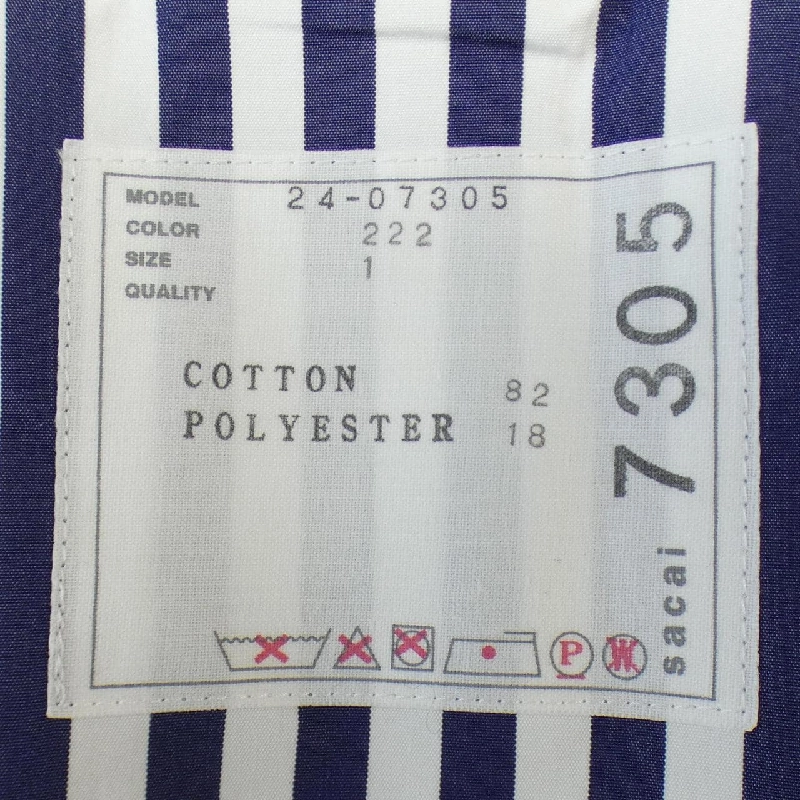 MODEL 24-07305
COLOR 222
SIZE 1
QUALITY
COTTON 82
POLYESTER 18
P
W
sacai 7305